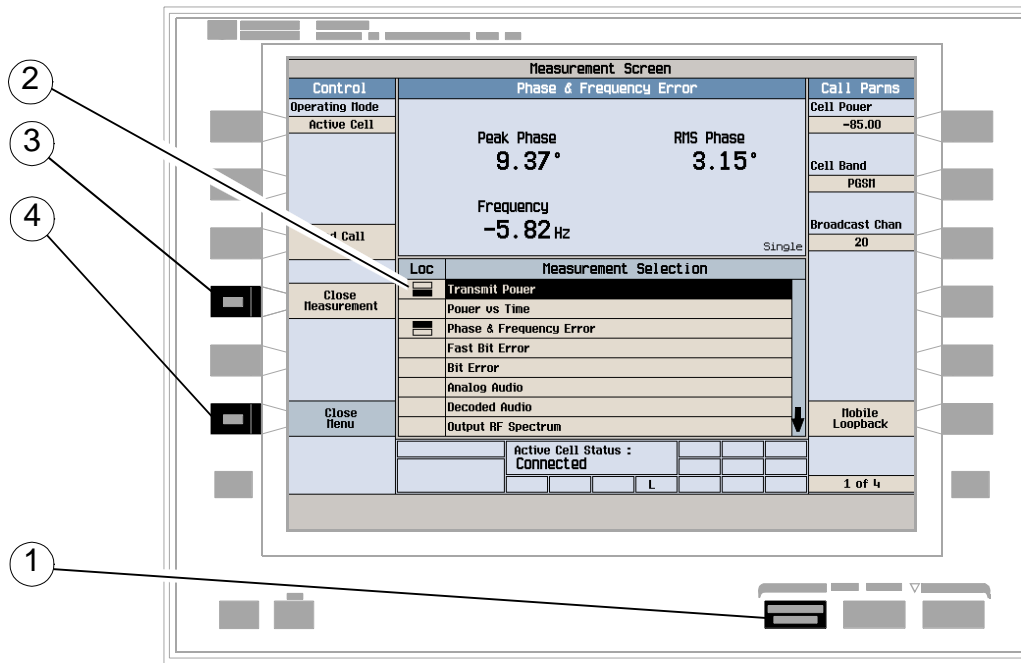 Measurement Screen
Control
Phase & Frequency Error
Call Parms
Operating Mode
Active Cell
Cell Power
-85.00
Peak Phase
9.37°
RMS Phase
3.15°
Cell Band
PGSM
Frequency
-5.82 Hz
Single
Call
Broadcast Chan
20
Loc
Measurement Selection
Close
Measurement
Transmit Power
Power vs Time
Phase & Frequency Error
Fast Bit Error
Bit Error
Analog Audio
Decoded Audio
Output RF Spectrum
Close
Menu
Mobile
Loopback
Active Cell Status :
Connected
L
1 of 4
2
3
4
1